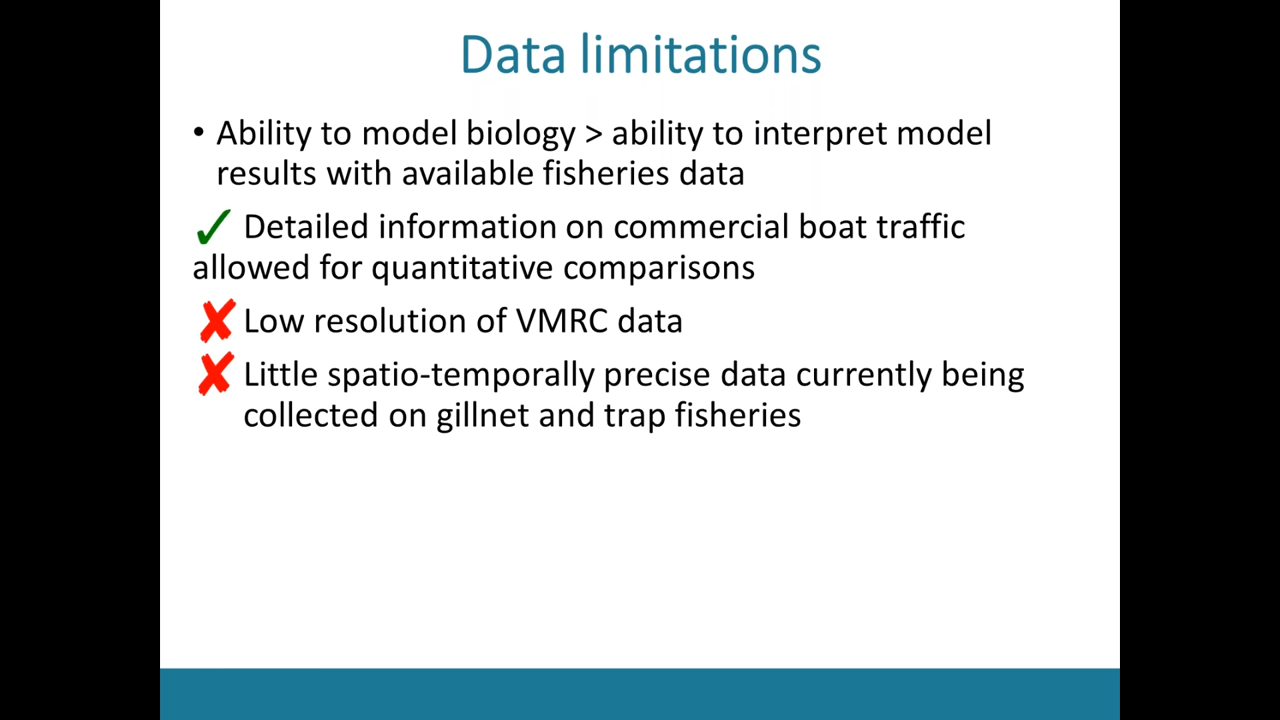 Data limitations
• Ability to model biology > ability to interpret model
results with available fisheries data
✓ Detailed information on commercial boat traffic
allowed for quantitative comparisons
✘ Low resolution of VMRC data
✘ Little spatio-temporally precise data currently being
collected on gillnet and trap fisheries